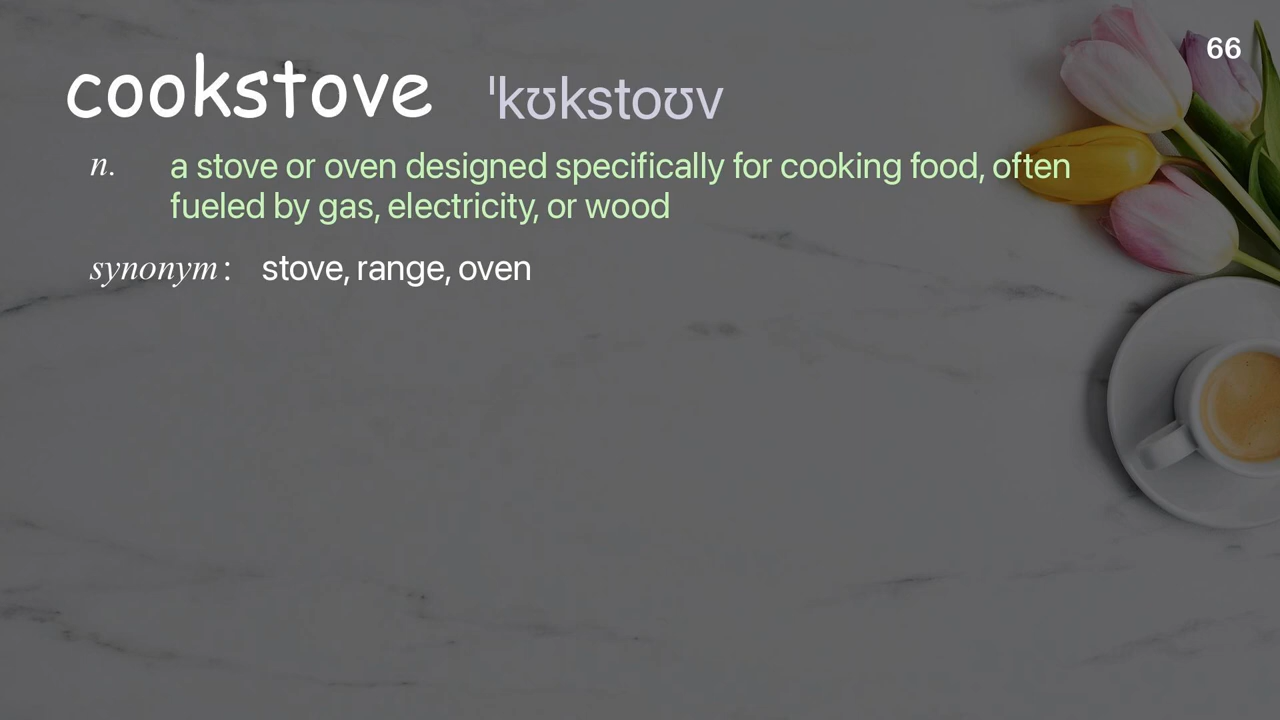 66
cookstove ˈkʊkstoʊv
n. a stove or oven designed specifically for cooking food, often
fueled by gas, electricity, or wood
synonym : stove, range, oven